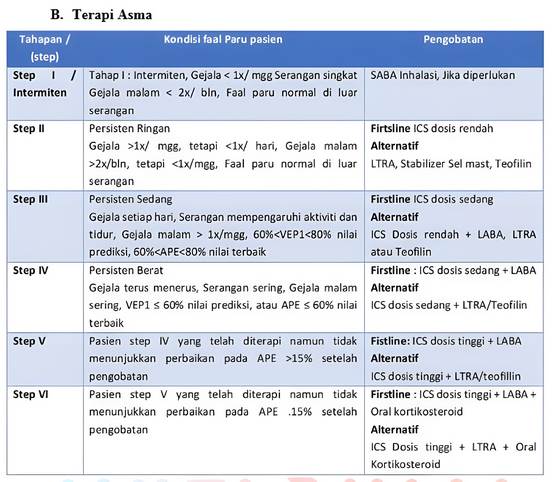 B. Terapi Asma
Tahapan / (step)
Kondisi faal Paru pasien
Pengobatan
Step I / Intermiten
Tahap I : Intermiten, Gejala < 1x/ mgg Serangan singkat
Gejala malam < 2x/ bln, Faal paru normal di luar
serangan
SABA Inhalasi, Jika diperlukan
Step II
Persisten Ringan
Gejala >1x/ mgg, tetapi <1x/ hari, Gejala malam
>2x/bln, tetapi <1x/mgg, Faal paru normal di luar
serangan
Firtsline ICS dosis rendah
Alternatif
LTRA, Stabilizer Sel mast, Teofilin
Step III
Persisten Sedang
Gejala setiap hari, Serangan mempengaruhi aktiviti dan
tidur, Gejala malam > 1x/mgg, 60%<VEP1<80% nilai
prediksi, 60%<APE<80% nilai terbaik
Firstline ICS dosis sedang
Alternatif
ICS Dosis rendah + LABA, LTRA
atau Teofilin
Step IV
Persisten Berat
Gejala terus menerus, Serangan sering, Gejala malam
sering, VEP1 ≤ 60% nilai prediksi, atau APE ≤ 60% nilai
terbaik
Firstline : ICS dosis sedang + LABA
Alternatif
ICS dosis sedang + LTRA/Teofilin
Step V
Pasien step IV yang telah diterapi namun tidak
menunjukkan perbaikan pada APE >15% setelah
pengobatan
Fistline: ICS dosis tinggi + LABA
Alternatif
ICS dosis tinggi + LTRA/teofillin
Step VI
Pasien step V yang telah diterapi namun tidak
menunjukkan perbaikan pada APE .15% setelah
pengobatan
Firstline : ICS dosis tinggi + LABA +
Oral kortikosteroid
Alternatif
ICS Dosis tinggi + LTRA + Oral
Kortikosteroid